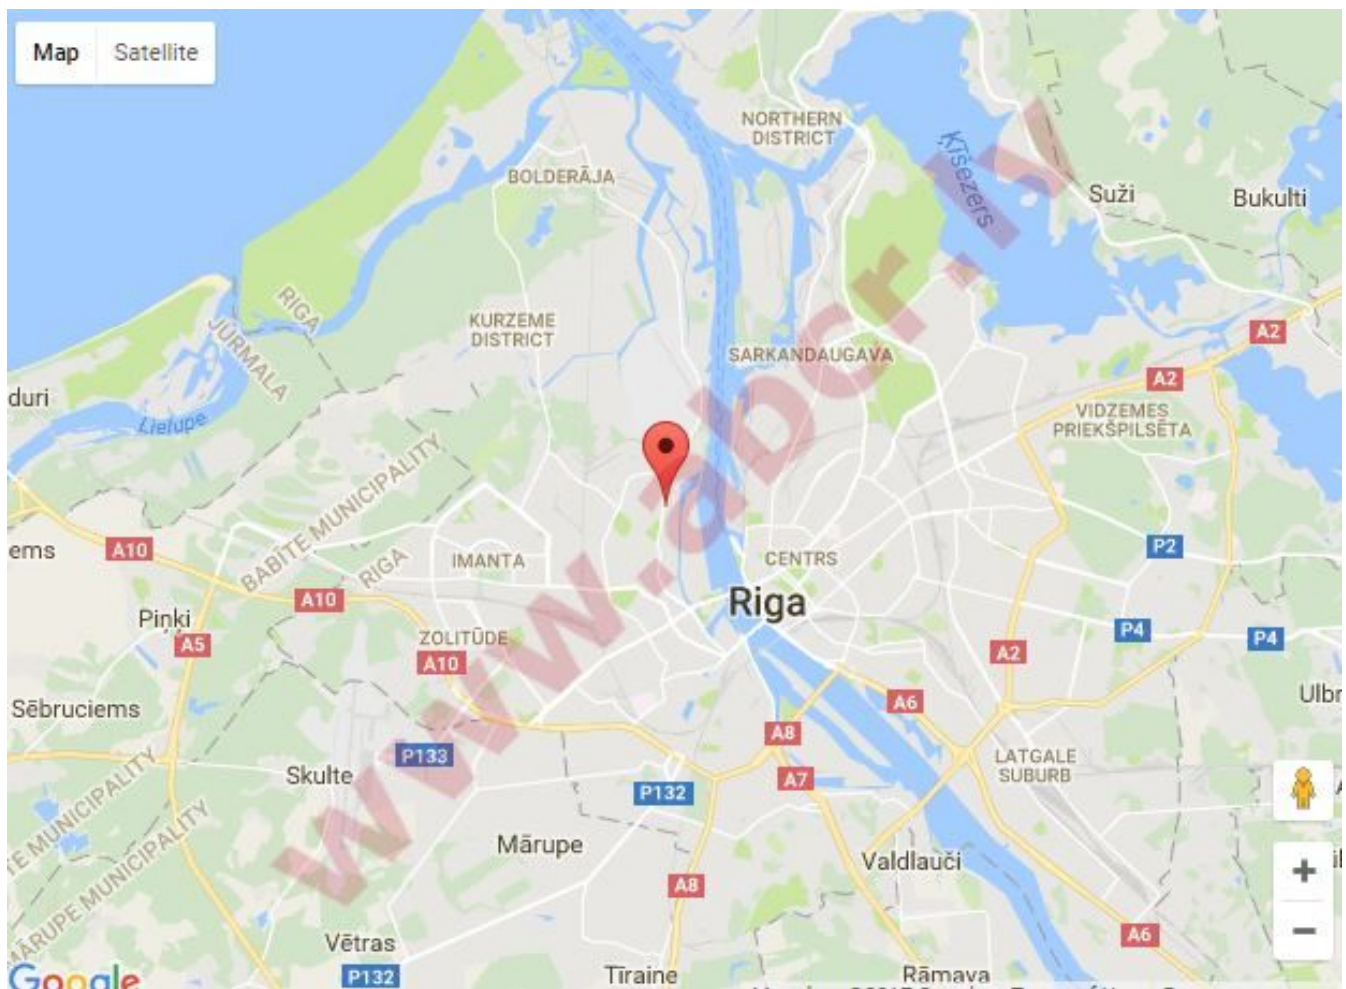 Map Satellite
NORTHERN
DISTRICT
Ķīšezers
BOLDERĀJA
Suži
Bukulti
RIGA
JŪRMALA
KURZEME
DISTRICT
A2
SARKANDAUGAVA
A2
duri
Lielupe
VIDZEMES
PRIEKŠPILSĒTA
BABĪTE MUNICIPALITY
RIGA
www.abcr.lv
ems
A10
IMANTA
CENTRS
P2
A10
Riga
Piņķi
A5
ZOLITŪDE
A10
A2
P4
P4
Sēbruciems
A6
Ulbr
A8
P133
LATGALE
SUBURB
Skulte
A7
P132
TE MUNICIPALITY
MĀRUPE MUNICIPALITY
Mārupe
Valdlauči
A8
A6
Vētras
P132
Tīraine
Rāmava
Google